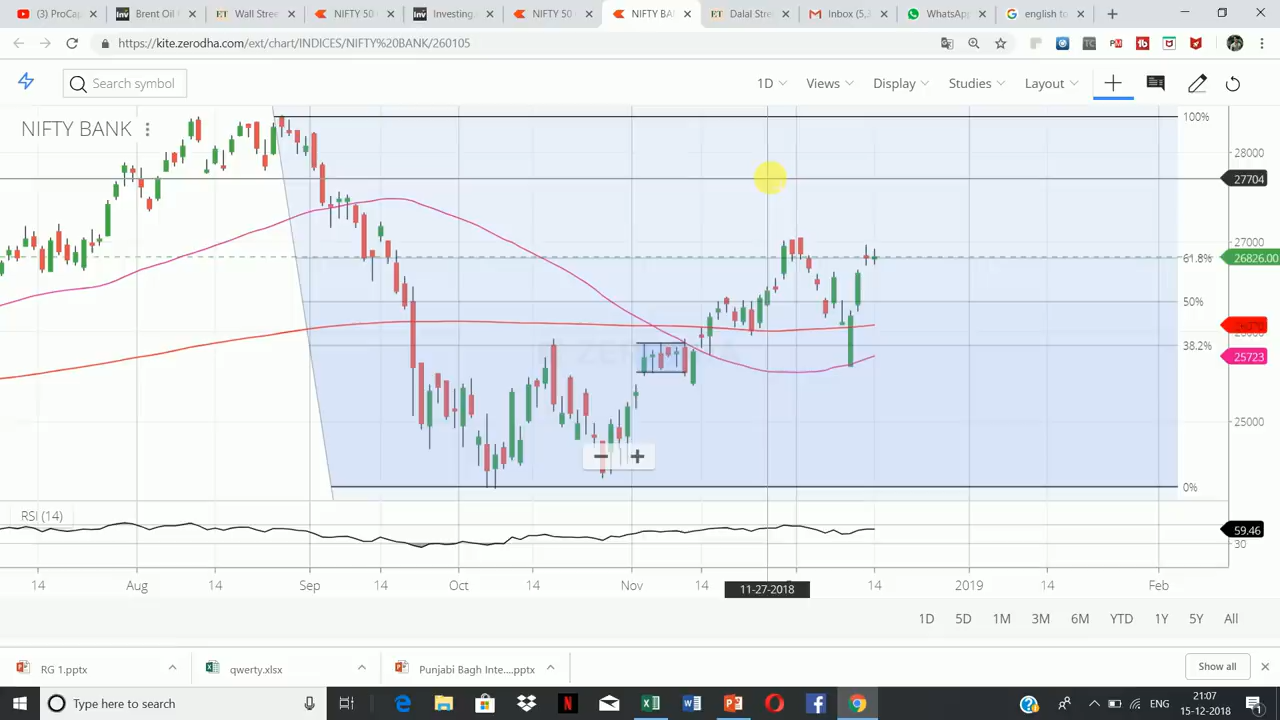 ProCap
Brent Oil
Wall Street
NIFTY 50
Investing.
NIFTY 50
NIFTY BA
Dalal Stre
Inbox (5,3
WhatsApp
english to
https://kite.zerodha.com/ext/chart/INDICES/NIFTY%20BANK/260105
Search symbol
1D
Views
Display
Studies
Layout
NIFTY BANK
ZERODHA
100%
28000
27704
27000
61.8%
26826.00
50%
38.2%
25723
25000
0%
RSI (14)
59.46
30
14
Aug
14
Sep
14
Oct
14
Nov
14
11-27-2018
14
2019
14
Feb
1D
5D
1M
3M
6M
YTD
1Y
5Y
All
RG 1.pptx
qwerty.xlsx
Punjabi Bagh Inte....pptx
Show all
Type here to search
ENG
21:07
15-12-2018